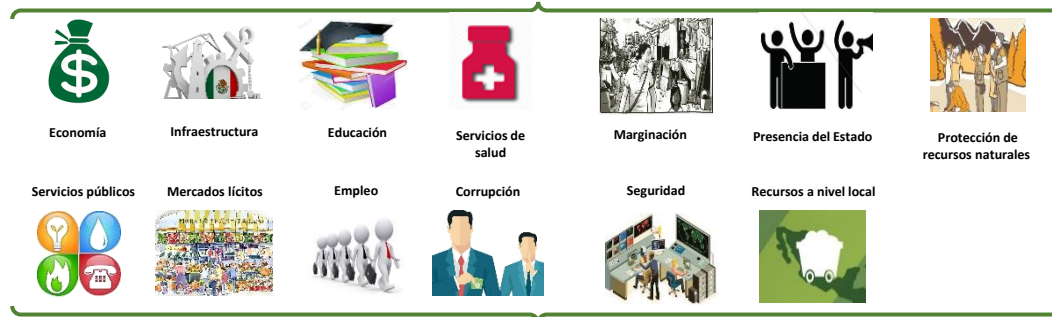 $
Economía
Infraestructura
Educación
Servicios de
salud
Marginación
Presencia del Estado
Protección de
recursos naturales
Servicios públicos
Mercados lícitos
Empleo
Corrupción
Seguridad
Recursos a nivel local